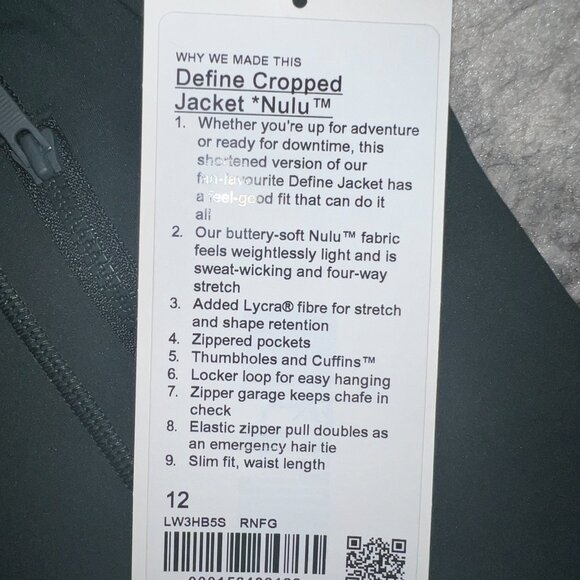 WHY WE MADE THIS
Define Cropped
Jacket *Nulu™
1. Whether you're up for adventure
or ready for downtime, this
shortened version of our
fan-favourite Define Jacket has
a feel-good fit that can do it
all
2. Our buttery-soft Nulu™ fabric
feels weightlessly light and is
sweat-wicking and four-way
stretch
3. Added Lycra® fibre for stretch
and shape retention
4. Zippered pockets
5. Thumbholes and Cuffins™
6. Locker loop for easy hanging
7. Zipper garage keeps chafe in
check
8. Elastic zipper pull doubles as
an emergency hair tie
9. Slim fit, waist length
12
LW3HB5S RNFG